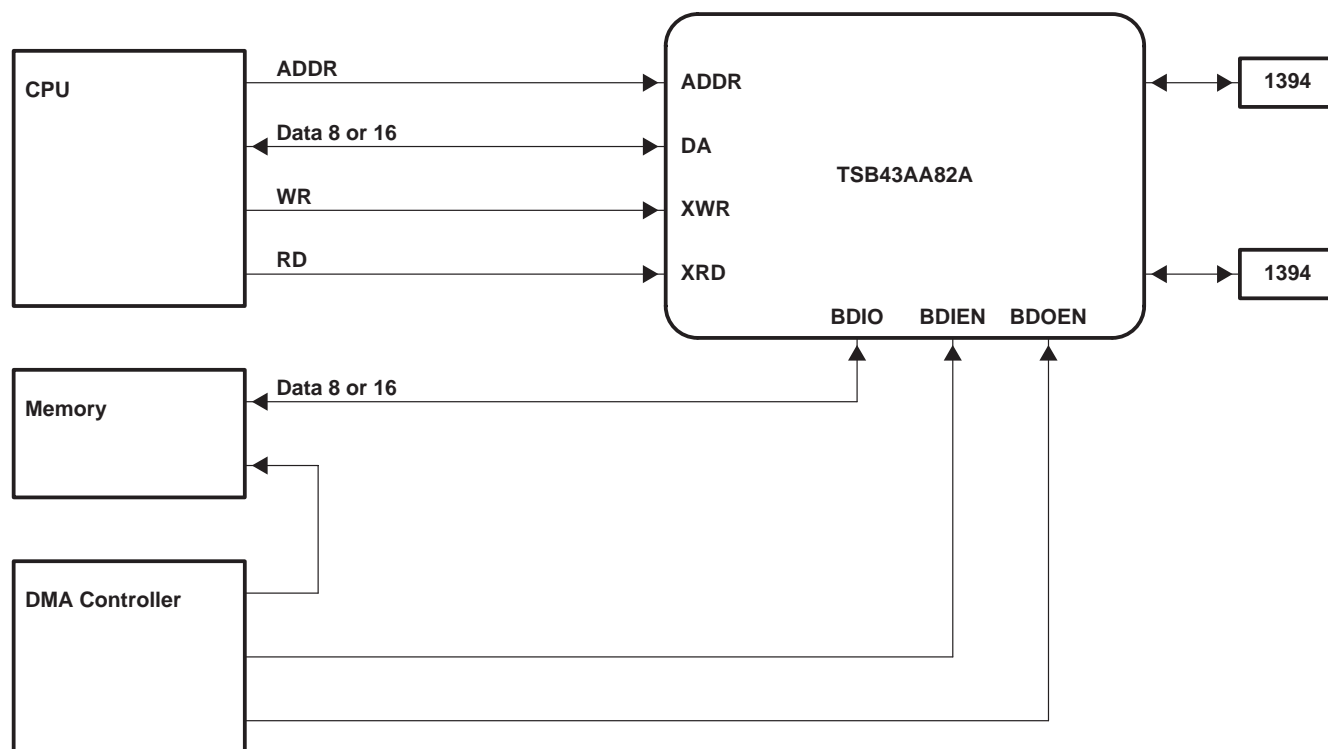 CPU
ADDR
Data 8 or 16
WR
RD
ADDR
DA
XWR
XRD
TSB43AA82A
BDIO BDIEN BDOEN
1394
1394
Memory
Data 8 or 16
DMA Controller